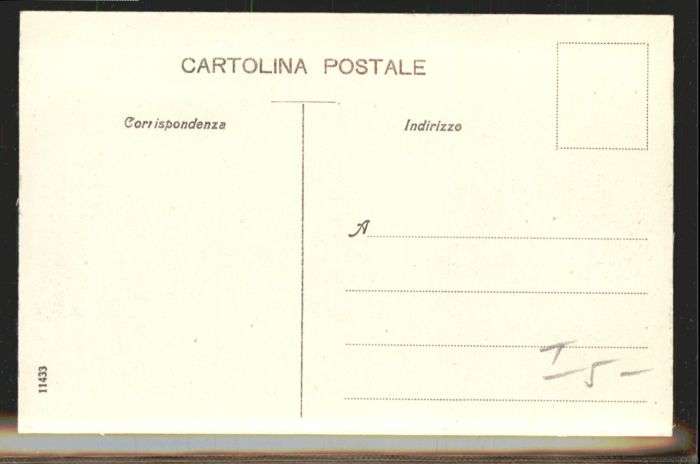 CARTOLINA POSTALE
Corrispondenza
Indirizzo
A
11433